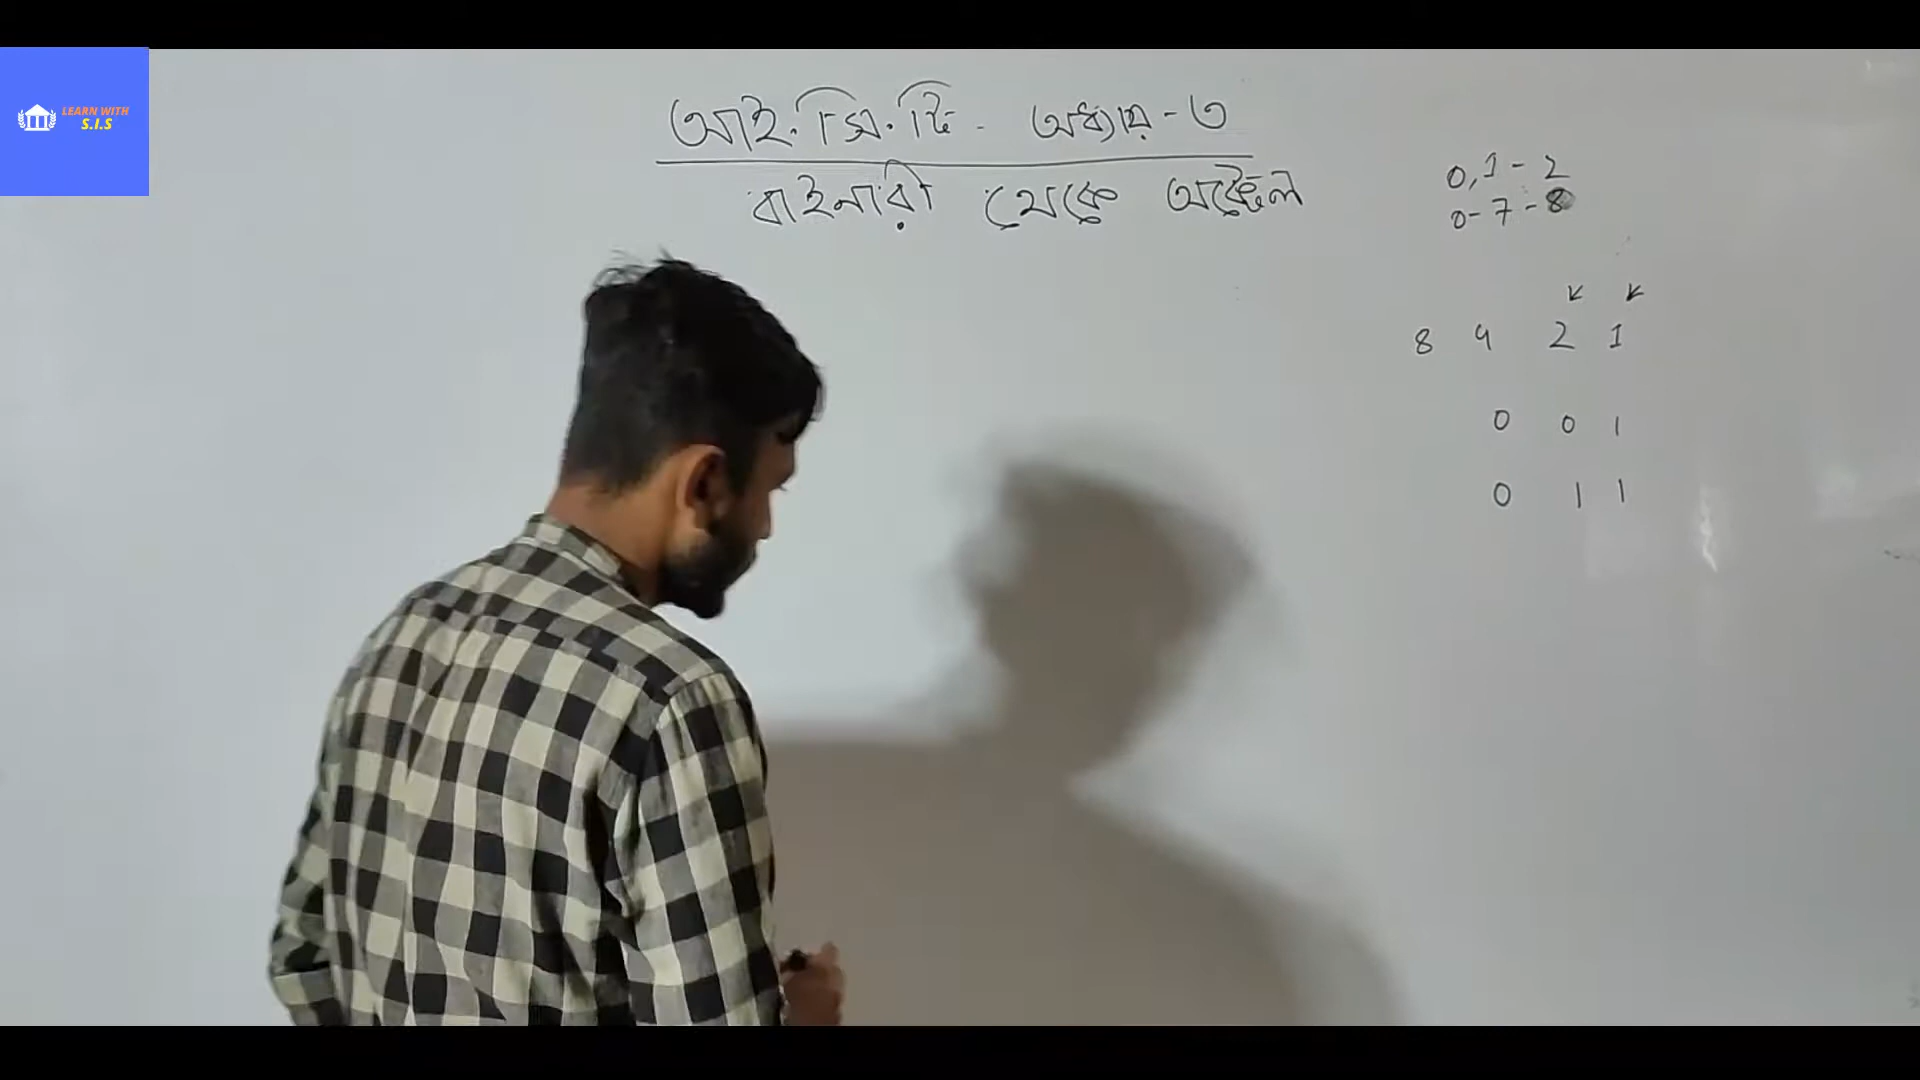 LEARN WITH
S.I.S
আই.সি.টি - অধ্যায়-৩
বাইনারী থেকে অক্টাল
0,1 - 2
0-7 - 8
8 4 2 1
0 0 1
0 1 1